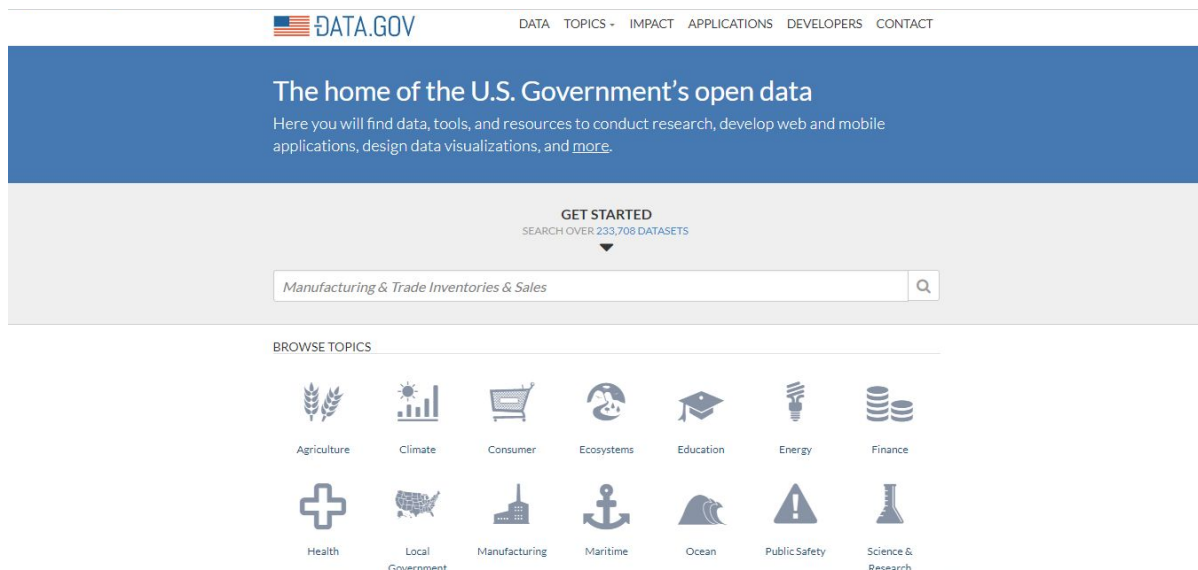 DATA.GOV
DATA TOPICS IMPACT APPLICATIONS DEVELOPERS CONTACT
The home of the U.S. Government's open data
Here you will find data, tools, and resources to conduct research, develop web and mobile
applications, design data visualizations, and more.
GET STARTED
SEARCH OVER 233,708 DATASETS
Manufacturing & Trade Inventories & Sales
BROWSE TOPICS
Agriculture Climate Consumer Ecosystems Education Energy Finance
Health Local Manufacturing Maritime Ocean Public Safety Science &
Government Research